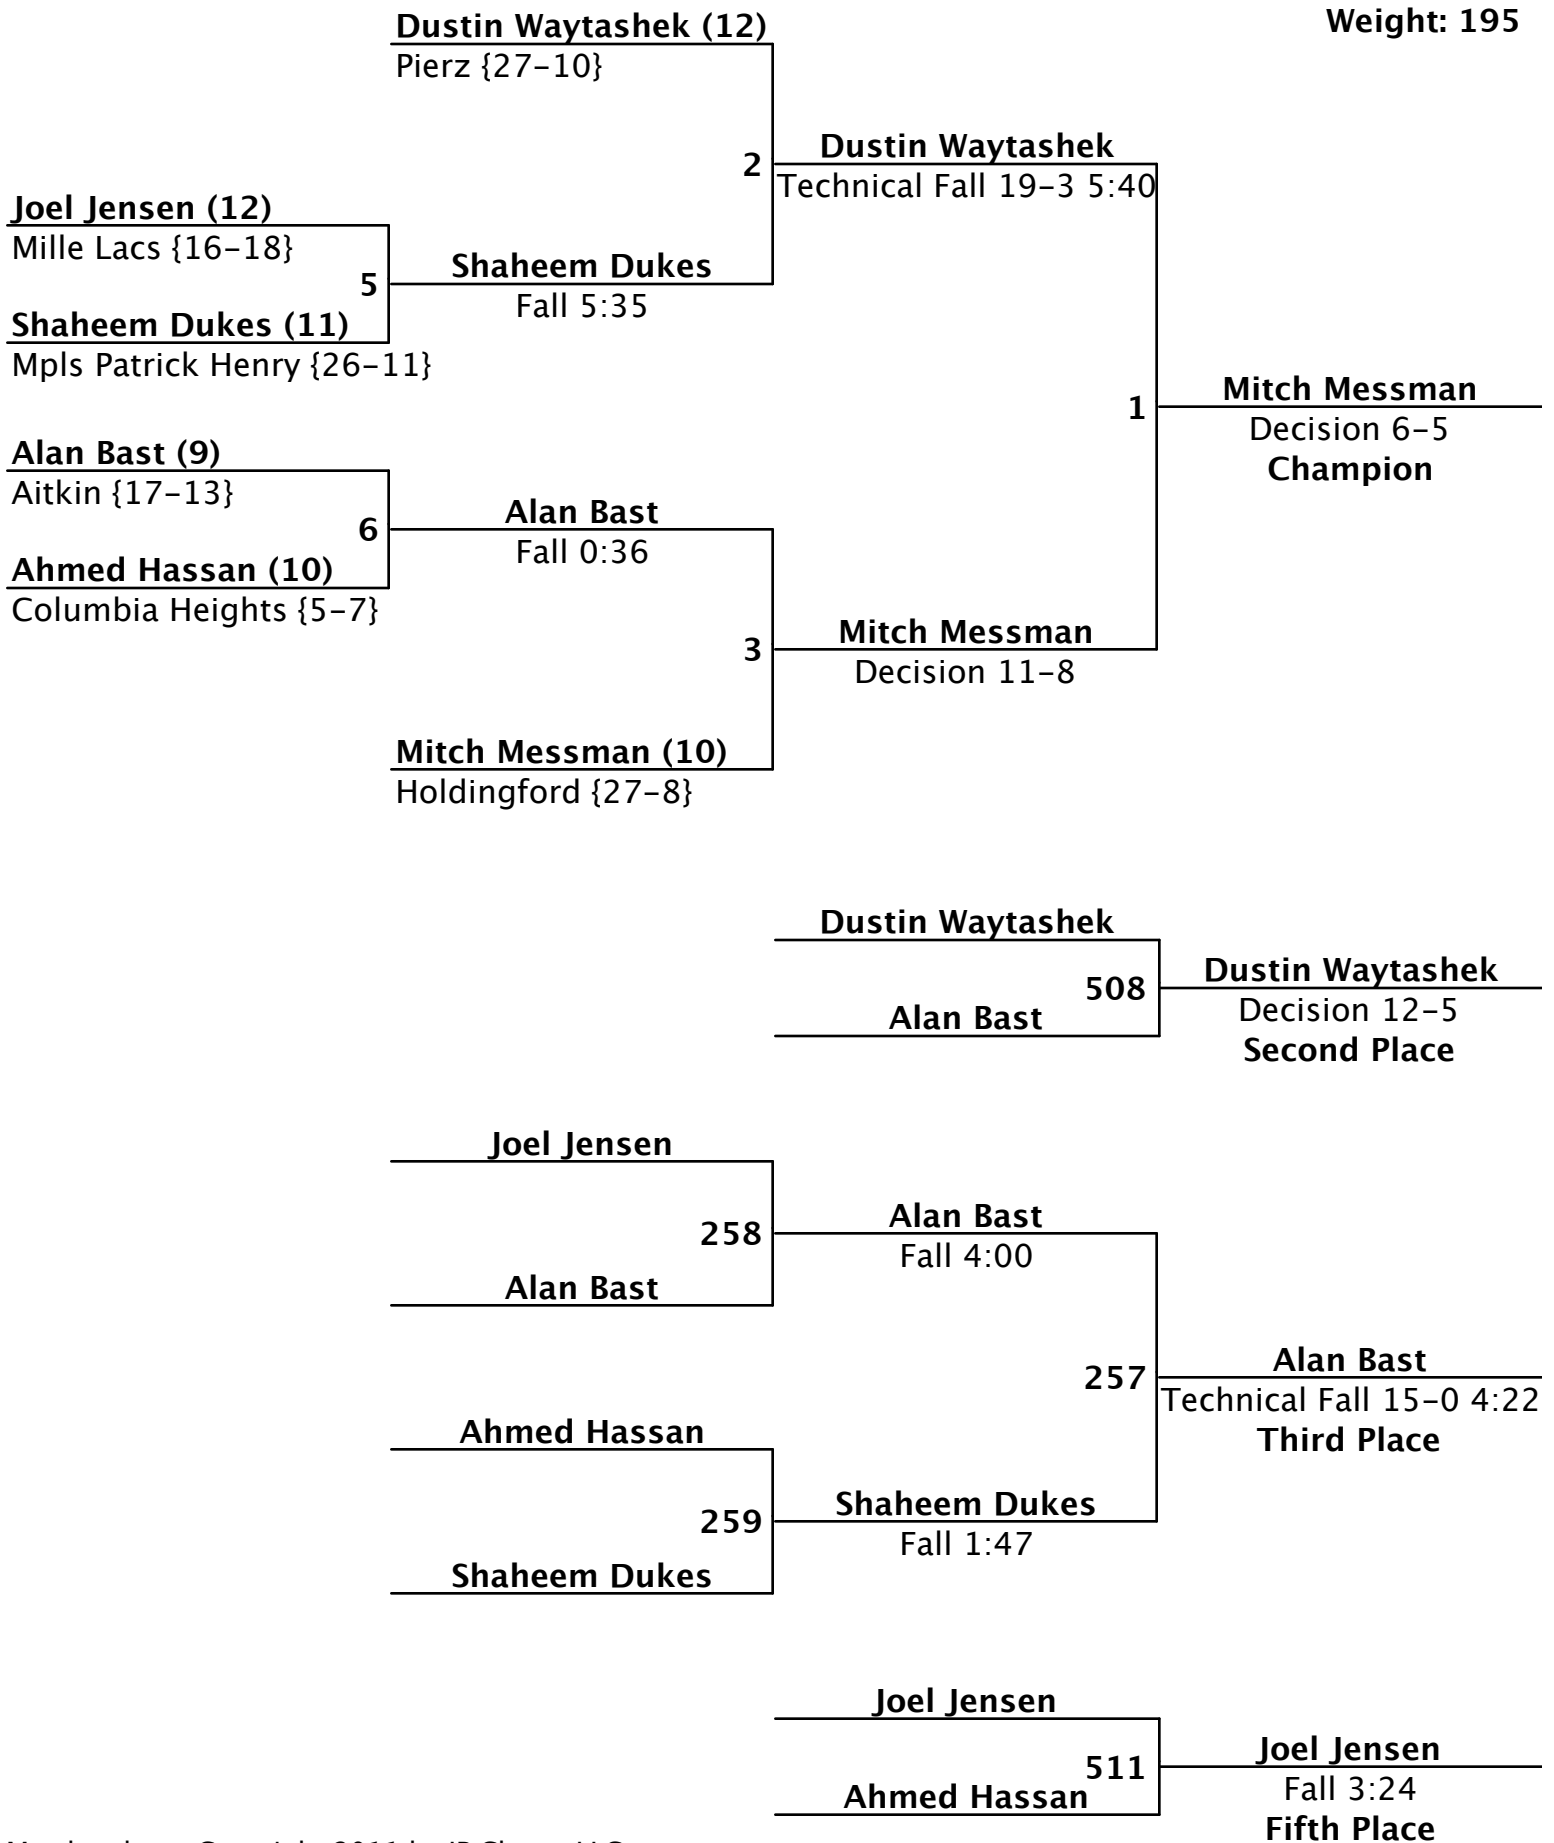 Weight: 195
Dustin Waytashek (12)
Pierz {27-10}
2
Dustin Waytashek
Technical Fall 19-3 5:40
Joel Jensen (12)
Mille Lacs {16-18}
5
Shaheem Dukes
Fall 5:35
Shaheem Dukes (11)
Mpls Patrick Henry {26-11}
1
Mitch Messman
Decision 6-5
Champion
Alan Bast (9)
Aitkin {17-13}
6
Alan Bast
Fall 0:36
Ahmed Hassan (10)
Columbia Heights {5-7}
3
Mitch Messman
Decision 11-8
Mitch Messman (10)
Holdingford {27-8}
Dustin Waytashek
508
Alan Bast
Dustin Waytashek
Decision 12-5
Second Place
Joel Jensen
258
Alan Bast
Alan Bast
Fall 4:00
257
Alan Bast
Technical Fall 15-0 4:22
Third Place
Ahmed Hassan
259
Shaheem Dukes
Shaheem Dukes
Fall 1:47
Joel Jensen
511
Ahmed Hassan
Joel Jensen
Fall 3:24
Fifth Place